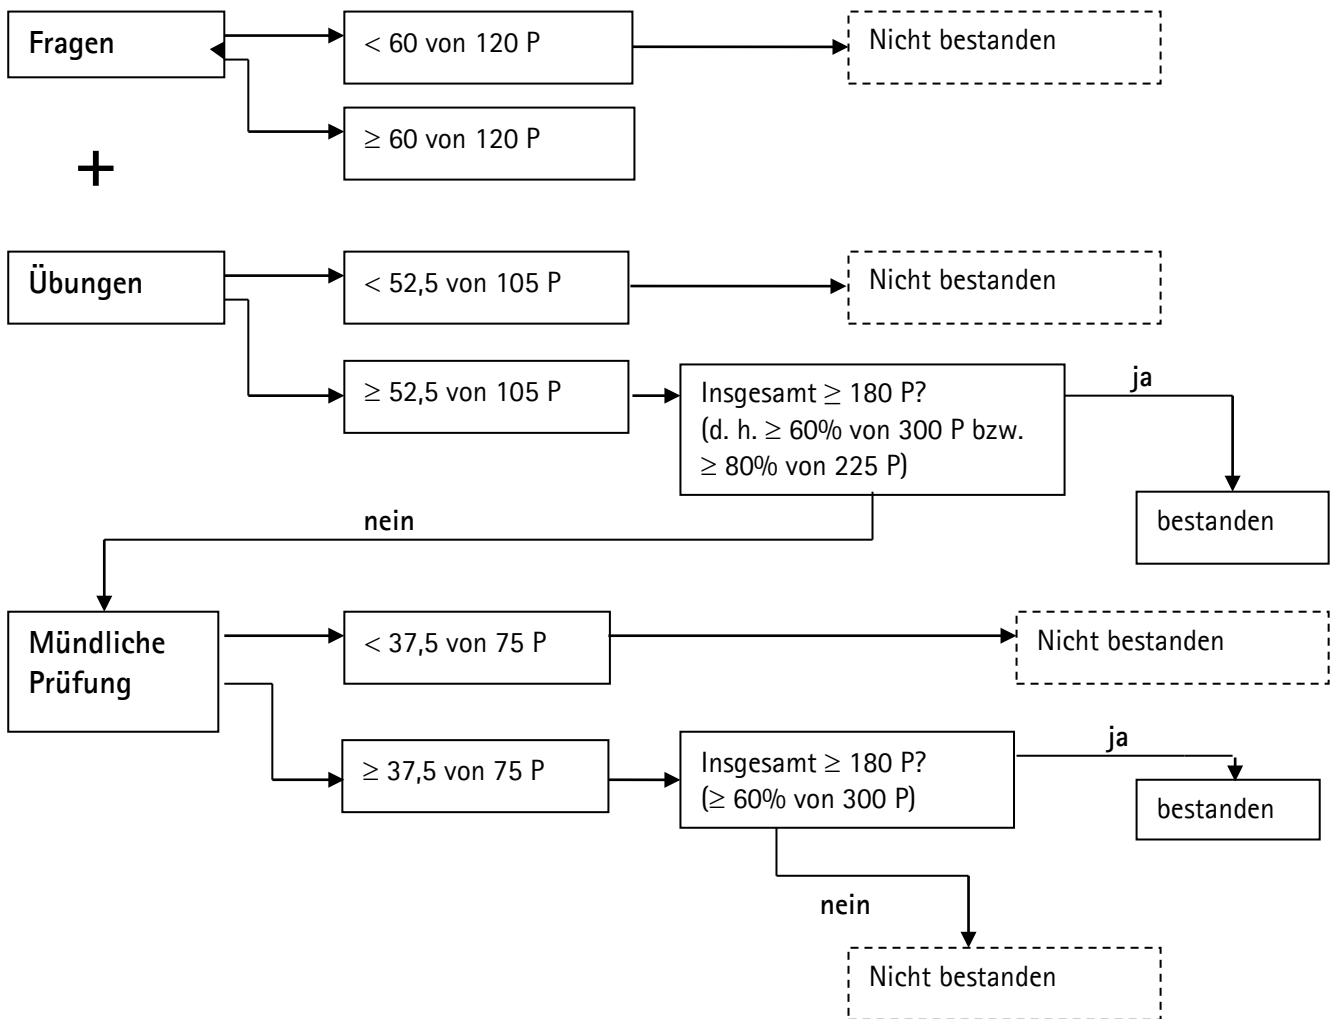 Fragen
< 60 von 120 P
Nicht bestanden
≥ 60 von 120 P
+
Übungen
< 52,5 von 105 P
Nicht bestanden
≥ 52,5 von 105 P
Insgesamt ≥ 180 P?
(d. h. ≥ 60% von 300 P bzw.
≥ 80% von 225 P)
ja
bestanden
nein
Mündliche
Prüfung
< 37,5 von 75 P
Nicht bestanden
≥ 37,5 von 75 P
Insgesamt ≥ 180 P?
(≥ 60% von 300 P)
ja
bestanden
nein
Nicht bestanden